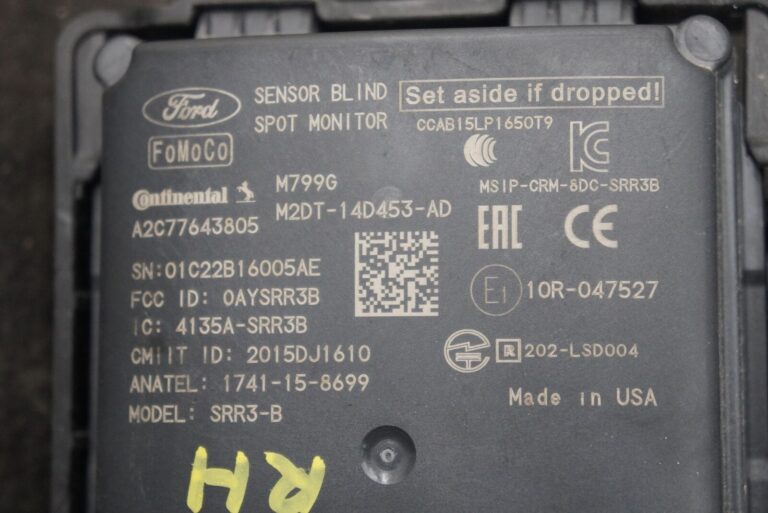 Ford
SENSOR BLIND
SPOT MONITOR
Set aside if dropped!
CCAB15LP1650T9
FoMoCo
Continental
M799G
A2C77643805
M2DT-14D453-AD
MSIP-CRM-8DC-SRR3B
EAC CE
SN:01C22B16005AE
FCC ID: OAYSRR3B
IC: 4135A-SRR3B
CMIIT ID: 2015DJ1610
ANATEL: 1741-15-8699
MODEL: SRR3-B
E1 10R-047527
R 202-LSD004
Made in USA
RH